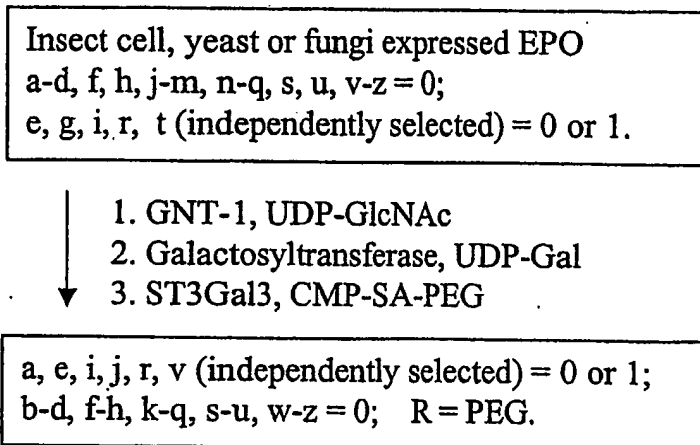 Insect cell, yeast or fungi expressed EPO
a-d, f, h, j-m, n-q, s, u, v-z = 0;
e, g, i, r, t (independently selected) = 0 or 1.
1. GNT-1, UDP-GlcNAc
2. Galactosyltransferase, UDP-Gal
3. ST3Gal3, CMP-SA-PEG
a, e, i, j, r, v (independently selected) = 0 or 1;
b-d, f-h, k-q, s-u, w-z = 0; R = PEG.